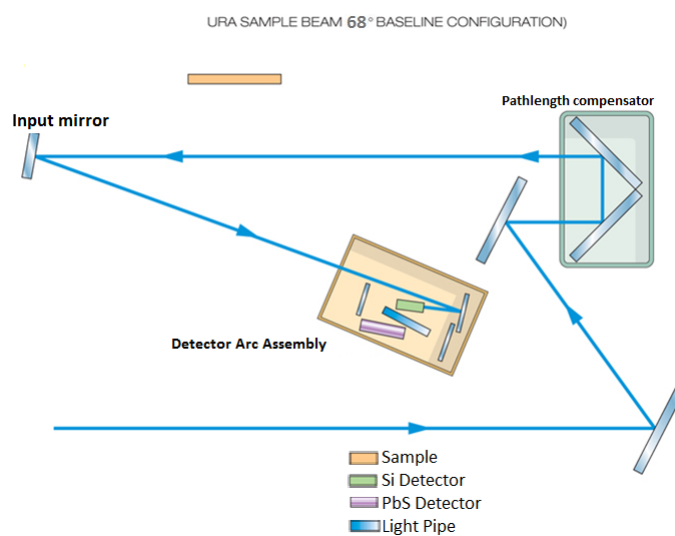 URA SAMPLE BEAM 68° BASELINE CONFIGURATION)
Pathlength compensator
Input mirror
Detector Arc Assembly
Sample
Si Detector
PbS Detector
Light Pipe